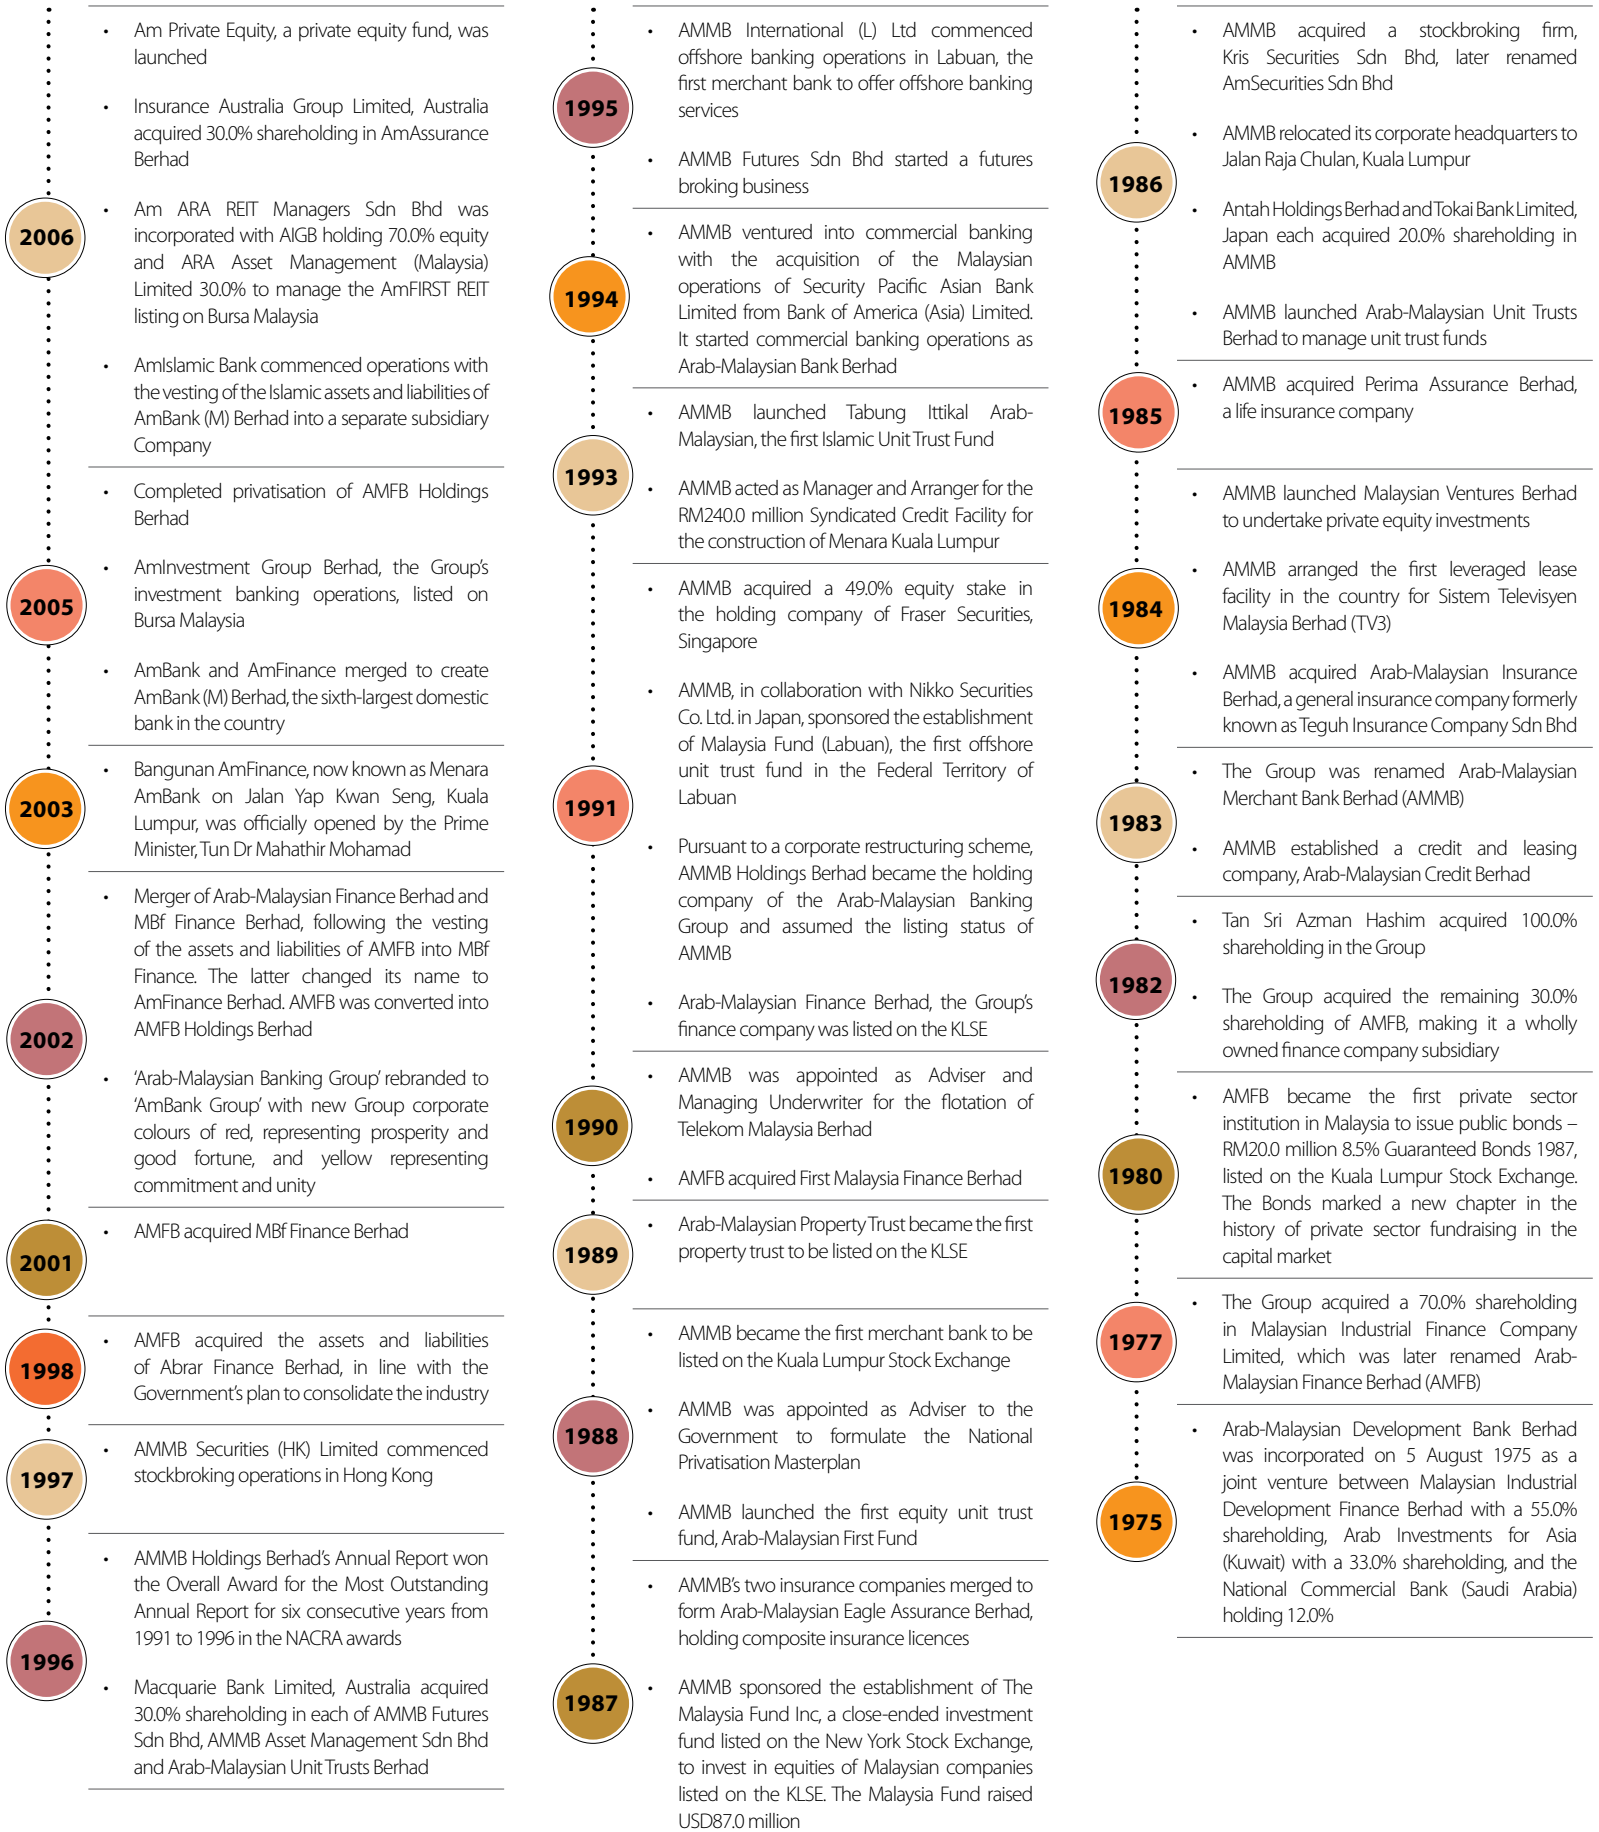 2006
• Am Private Equity, a private equity fund, was
launched
• Insurance Australia Group Limited, Australia
acquired 30.0% shareholding in AmAssurance
Berhad
• Am ARA REIT Managers Sdn Bhd was
incorporated with AIGB holding 70.0% equity
and ARA Asset Management (Malaysia)
Limited 30.0% to manage the AmFIRST REIT
listing on Bursa Malaysia
• AmIslamic Bank commenced operations with
the vesting of the Islamic assets and liabilities of
AmBank (M) Berhad into a separate subsidiary
Company
2005
• Completed privatisation of AMFB Holdings
Berhad
• AmInvestment Group Berhad, the Group's
investment banking operations, listed on
Bursa Malaysia
• AmBank and AmFinance merged to create
AmBank (M) Berhad, the sixth-largest domestic
bank in the country
2003
• Bangunan AmFinance, now known as Menara
AmBank on Jalan Yap Kwan Seng, Kuala
Lumpur, was officially opened by the Prime
Minister, Tun Dr Mahathir Mohamad
2002
• Merger of Arab-Malaysian Finance Berhad and
MBf Finance Berhad, following the vesting
of the assets and liabilities of AMFB into MBf
Finance. The latter changed its name to
AmFinance Berhad. AMFB was converted into
AMFB Holdings Berhad
• 'Arab-Malaysian Banking Group' rebranded to
'AmBank Group' with new Group corporate
colours of red, representing prosperity and
good fortune, and yellow representing
commitment and unity
2001
• AMFB acquired MBf Finance Berhad
1998
• AMFB acquired the assets and liabilities
of Abrar Finance Berhad, in line with the
Government's plan to consolidate the industry
1997
• AMMB Securities (HK) Limited commenced
stockbroking operations in Hong Kong
1996
• AMMB Holdings Berhad's Annual Report won
the Overall Award for the Most Outstanding
Annual Report for six consecutive years from
1991 to 1996 in the NACRA awards
• Macquarie Bank Limited, Australia acquired
30.0% shareholding in each of AMMB Futures
Sdn Bhd, AMMB Asset Management Sdn Bhd
and Arab-Malaysian Unit Trusts Berhad
1995
• AMMB International (L) Ltd commenced
offshore banking operations in Labuan, the
first merchant bank to offer offshore banking
services
• AMMB Futures Sdn Bhd started a futures
broking business
1994
• AMMB ventured into commercial banking
with the acquisition of the Malaysian
operations of Security Pacific Asian Bank
Limited from Bank of America (Asia) Limited.
It started commercial banking operations as
Arab-Malaysian Bank Berhad
1993
• AMMB launched Tabung Ittikal Arab-
Malaysian, the first Islamic Unit Trust Fund
• AMMB acted as Manager and Arranger for the
RM240.0 million Syndicated Credit Facility for
the construction of Menara Kuala Lumpur
1991
• AMMB acquired a 49.0% equity stake in
the holding company of Fraser Securities,
Singapore
• AMMB, in collaboration with Nikko Securities
Co. Ltd. in Japan, sponsored the establishment
of Malaysia Fund (Labuan), the first offshore
unit trust fund in the Federal Territory of
Labuan
• Pursuant to a corporate restructuring scheme,
AMMB Holdings Berhad became the holding
company of the Arab-Malaysian Banking
Group and assumed the listing status of
AMMB
• Arab-Malaysian Finance Berhad, the Group's
finance company was listed on the KLSE
1990
• AMMB was appointed as Adviser and
Managing Underwriter for the flotation of
Telekom Malaysia Berhad
• AMFB acquired First Malaysia Finance Berhad
1989
• Arab-Malaysian Property Trust became the first
property trust to be listed on the KLSE
1988
• AMMB became the first merchant bank to be
listed on the Kuala Lumpur Stock Exchange
• AMMB was appointed as Adviser to the
Government to formulate the National
Privatisation Masterplan
• AMMB launched the first equity unit trust
fund, Arab-Malaysian First Fund
1987
• AMMB's two insurance companies merged to
form Arab-Malaysian Eagle Assurance Berhad,
holding composite insurance licences
• AMMB sponsored the establishment of The
Malaysia Fund Inc, a close-ended investment
fund listed on the New York Stock Exchange,
to invest in equities of Malaysian companies
listed on the KLSE. The Malaysia Fund raised
USD87.0 million
1986
• AMMB acquired a stockbroking firm,
Kris Securities Sdn Bhd, later renamed
AmSecurities Sdn Bhd
• AMMB relocated its corporate headquarters to
Jalan Raja Chulan, Kuala Lumpur
• Antah Holdings Berhad and Tokai Bank Limited,
Japan each acquired 20.0% shareholding in
AMMB
• AMMB launched Arab-Malaysian Unit Trusts
Berhad to manage unit trust funds
1985
• AMMB acquired Perima Assurance Berhad,
a life insurance company
1984
• AMMB launched Malaysian Ventures Berhad
to undertake private equity investments
• AMMB arranged the first leveraged lease
facility in the country for Sistem Televisyen
Malaysia Berhad (TV3)
• AMMB acquired Arab-Malaysian Insurance
Berhad, a general insurance company formerly
known as Teguh Insurance Company Sdn Bhd
1983
• The Group was renamed Arab-Malaysian
Merchant Bank Berhad (AMMB)
• AMMB established a credit and leasing
company, Arab-Malaysian Credit Berhad
1982
• Tan Sri Azman Hashim acquired 100.0%
shareholding in the Group
• The Group acquired the remaining 30.0%
shareholding of AMFB, making it a wholly
owned finance company subsidiary
1980
• AMFB became the first private sector
institution in Malaysia to issue public bonds –
RM20.0 million 8.5% Guaranteed Bonds 1987,
listed on the Kuala Lumpur Stock Exchange.
The Bonds marked a new chapter in the
history of private sector fundraising in the
capital market
1977
• The Group acquired a 70.0% shareholding
in Malaysian Industrial Finance Company
Limited, which was later renamed Arab-
Malaysian Finance Berhad (AMFB)
1975
• Arab-Malaysian Development Bank Berhad
was incorporated on 5 August 1975 as a
joint venture between Malaysian Industrial
Development Finance Berhad with a 55.0%
shareholding, Arab Investments for Asia
(Kuwait) with a 33.0% shareholding, and the
National Commercial Bank (Saudi Arabia)
holding 12.0%